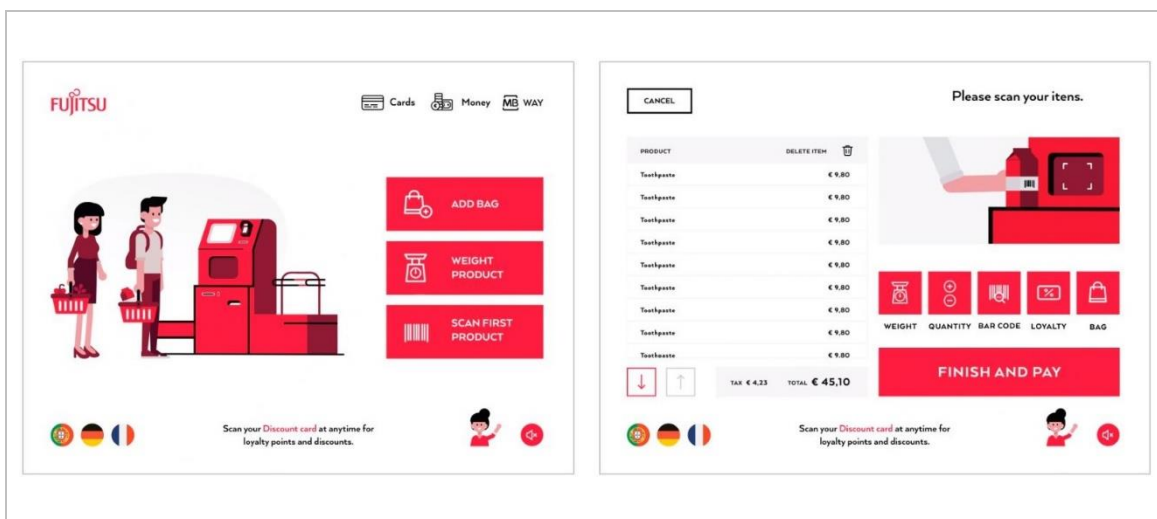 FUJITSU
Cards
Money
MB WAY
ADD BAG
WEIGHT
PRODUCT
SCAN FIRST
PRODUCT
Scan your Discount card at anytime for
loyalty points and discounts.
CANCEL
Please scan your itens.
PRODUCT DELETE ITEM
Toothpaste € 9,80
Toothpaste € 9,80
Toothpaste € 9,80
Toothpaste € 9,80
Toothpaste € 9,80
Toothpaste € 9,80
Toothpaste € 9,80
Toothpaste € 9,80
Toothpaste € 9,80
TAX € 4,23 TOTAL € 45,10
WEIGHT QUANTITY BAR CODE LOYALTY BAG
FINISH AND PAY
Scan your Discount card at anytime for
loyalty points and discounts.